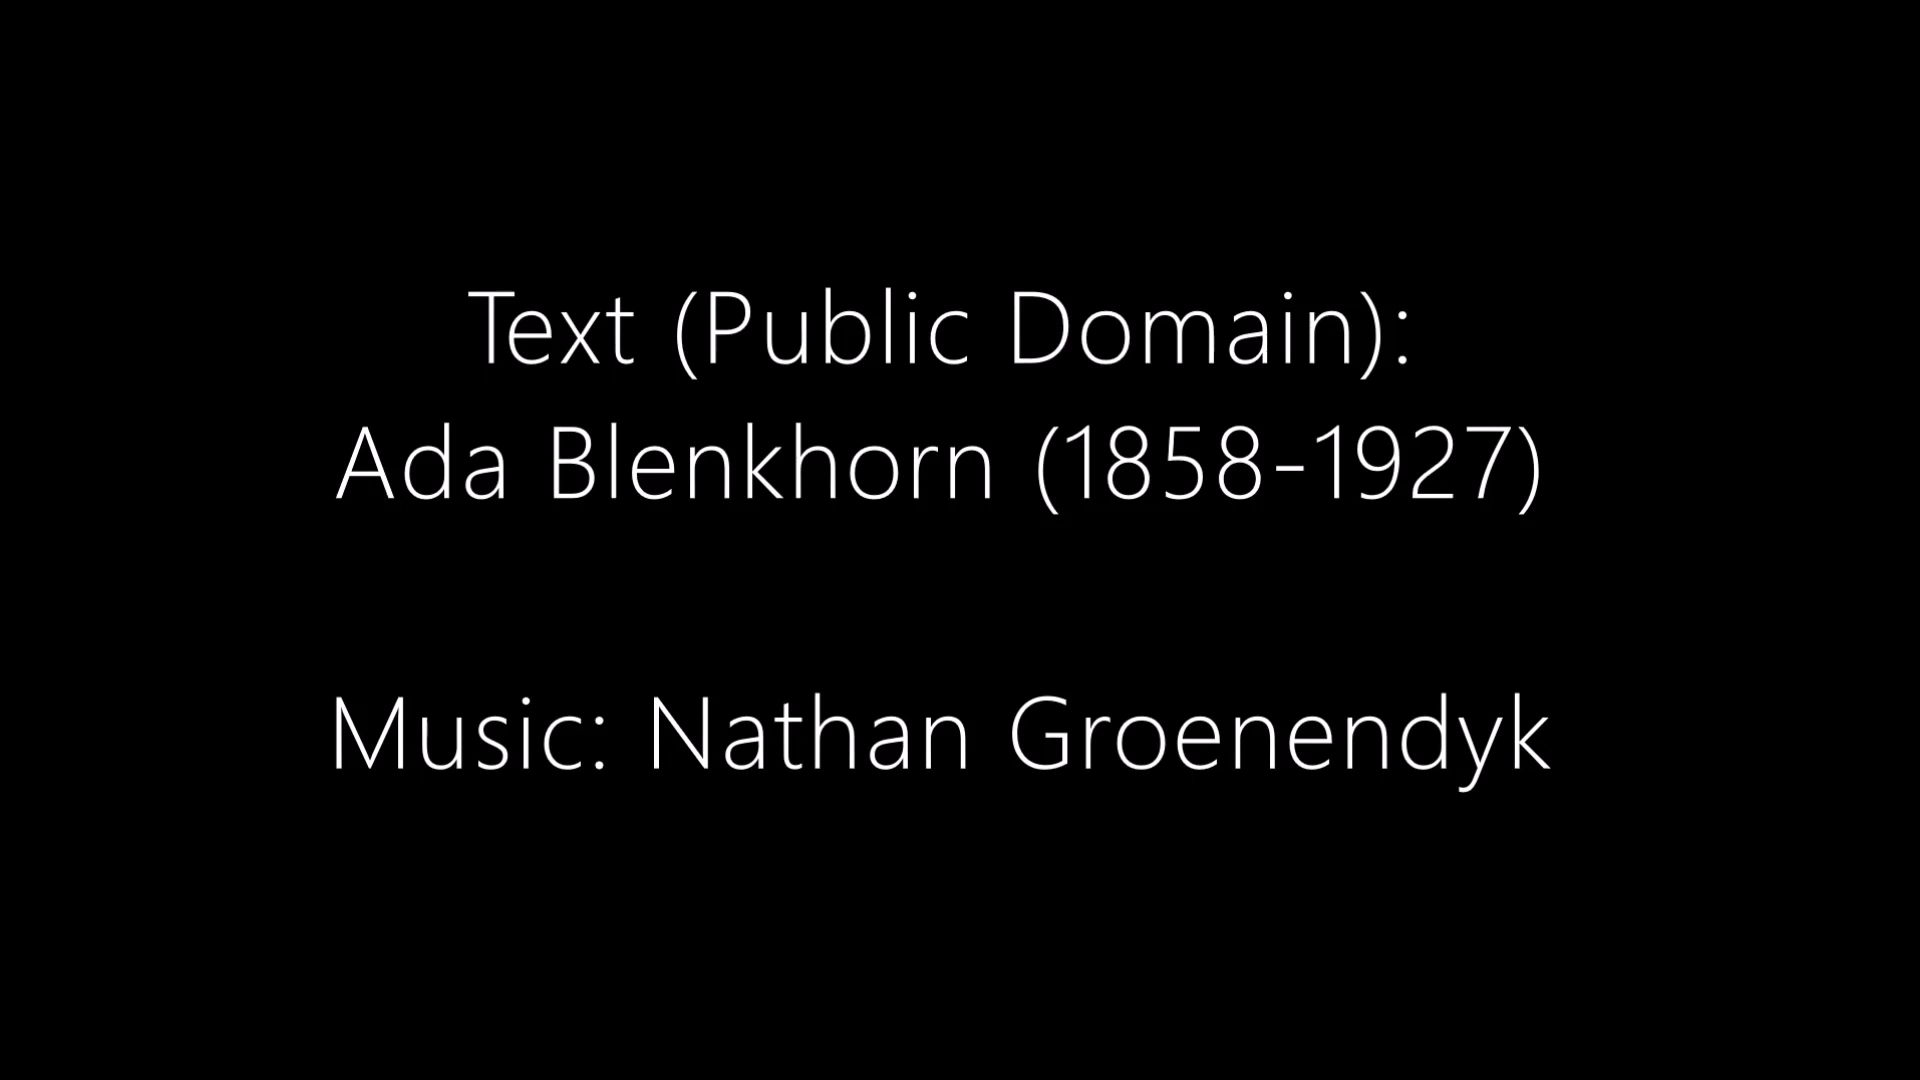 Text (Public Domain):
Ada Blenkhorn (1858-1927)
Music: Nathan Groenendyk